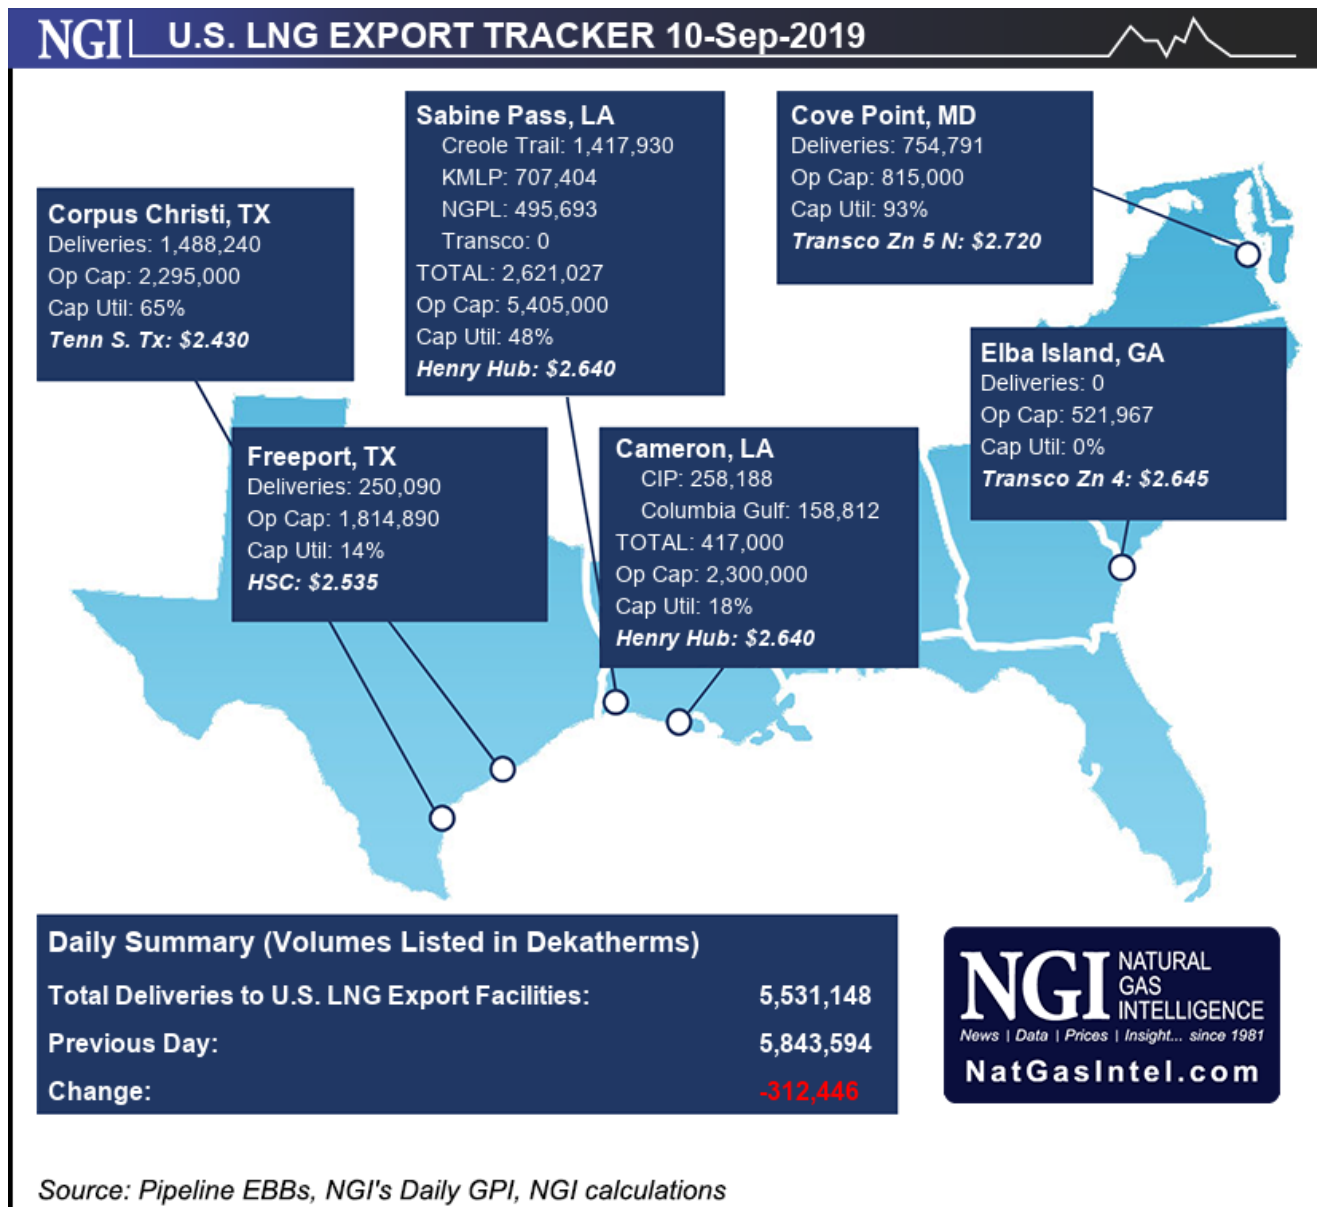 NGI U.S. LNG EXPORT TRACKER 10-Sep-2019
Sabine Pass, LA
Creole Trail: 1,417,930
KMLP: 707,404
NGPL: 495,693
Transco: 0
TOTAL: 2,621,027
Op Cap: 5,405,000
Cap Util: 48%
Henry Hub: $2.640
Cove Point, MD
Deliveries: 754,791
Op Cap: 815,000
Cap Util: 93%
Transco Zn 5 N: $2.720
Corpus Christi, TX
Deliveries: 1,488,240
Op Cap: 2,295,000
Cap Util: 65%
Tenn S. Tx: $2.430
Elba Island, GA
Deliveries: 0
Op Cap: 521,967
Cap Util: 0%
Transco Zn 4: $2.645
Freeport, TX
Deliveries: 250,090
Op Cap: 1,814,890
Cap Util: 14%
HSC: $2.535
Cameron, LA
CIP: 258,188
Columbia Gulf: 158,812
TOTAL: 417,000
Op Cap: 2,300,000
Cap Util: 18%
Henry Hub: $2.640
Daily Summary (Volumes Listed in Dekatherms)
Total Deliveries to U.S. LNG Export Facilities: 5,531,148
Previous Day: 5,843,594
Change: -312,446
NGI NATURAL
GAS
INTELLIGENCE
News | Data | Prices | Insight... since 1981
NatGasIntel.com
Source: Pipeline EBBs, NGI's Daily GPI, NGI calculations